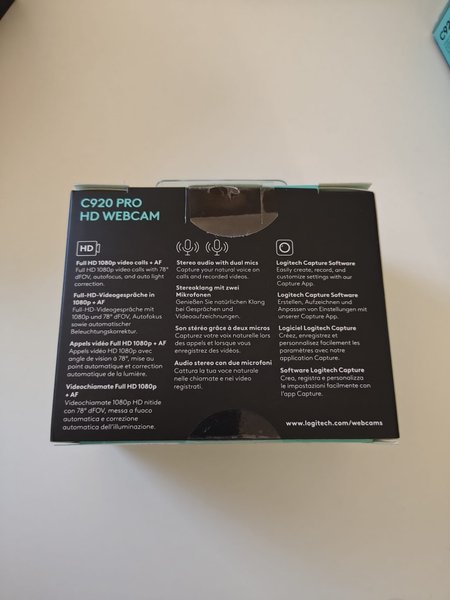 C920 PRO
HD WEBCAM
HD
Full HD 1080p video calls + AF
Full HD 1080p video calls with 78°
dFOV, autofocus, and auto light
correction.
Full-HD-Videogespräche in
1080p + AF
Full-HD-Videogespräche mit
1080p und 78° dFOV, Autofokus
sowie automatischer
Beleuchtungskorrektur.
Appels vidéo Full HD 1080p + AF
Appels vidéo HD 1080p avec
angle de vision à 78°, mise au
point automatique et correction
automatique de la lumière.
Videochiamate Full HD 1080p
+ AF
Videochiamate 1080p HD nitide
con 78° dFOV, messa a fuoco
automatica e correzione
automatica dell'illuminazione.
Stereo audio with dual mics
Capture your natural voice on
calls and recorded videos.
Stereoklang mit zwei
Mikrofonen
Genießen Sie natürlichen Klang
bei Gesprächen und
Videoaufzeichnungen.
Son stéréo grâce à deux micros
Capturez votre voix naturelle lors
des appels et lorsque vous
enregistrez des vidéos.
Audio stereo con due microfoni
Cattura la tua voce naturale
nelle chiamate e nei video
registrati.
Logitech Capture Software
Easily create, record, and
customize settings with our
Capture App.
Logitech Capture Software
Erstellen, Aufzeichnen und
Anpassen von Einstellungen mit
unserer Capture App.
Logiciel Logitech Capture
Créez, enregistrez et
personnalisez facilement les
paramètres avec notre
application Capture.
Software Logitech Capture
Crea, registra e personalizza
le impostazioni facilmente con
l'app Capture.
www.logitech.com/webcams
C92